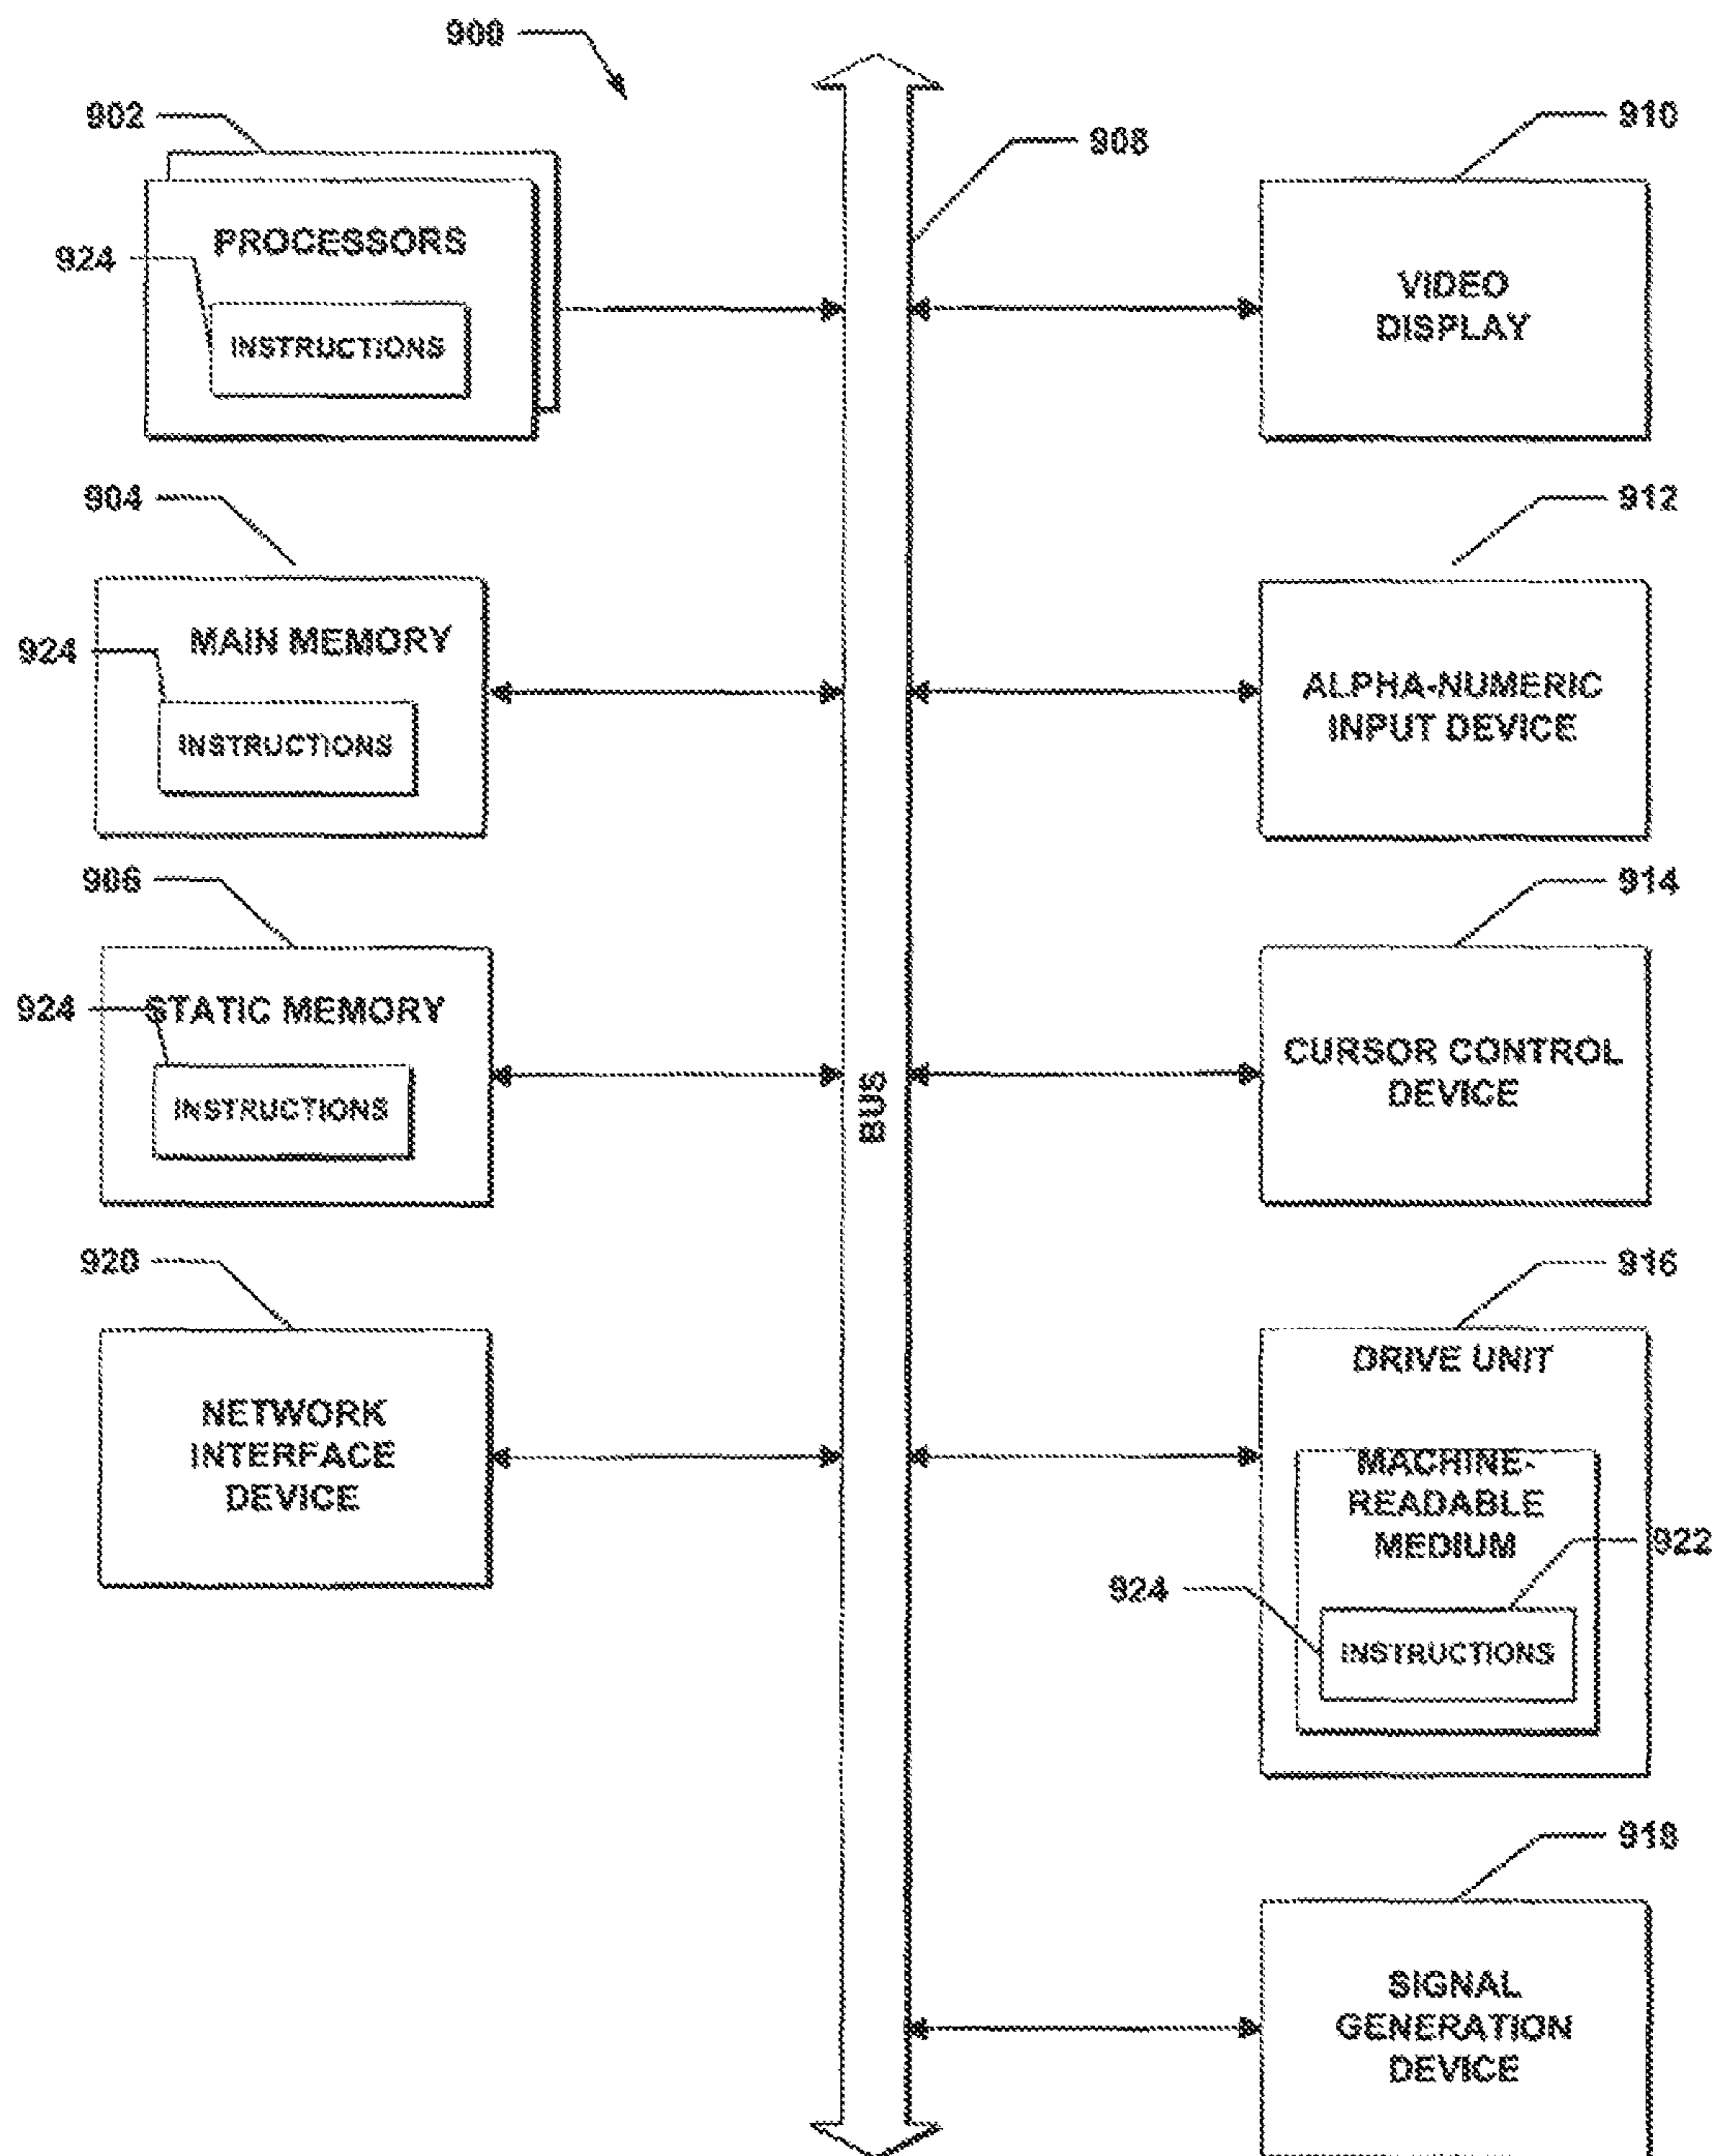 900
902
908
910
924
PROCESSORS
INSTRUCTIONS
VIDEO
DISPLAY
904
912
924
MAIN MEMORY
INSTRUCTIONS
ALPHA-NUMERIC
INPUT DEVICE
906
914
924
STATIC MEMORY
INSTRUCTIONS
BUS
CURSOR CONTROL
DEVICE
920
916
NETWORK
INTERFACE
DEVICE
DRIVE UNIT
MACHINE-
READABLE
MEDIUM
922
924
INSTRUCTIONS
918
SIGNAL
GENERATION
DEVICE